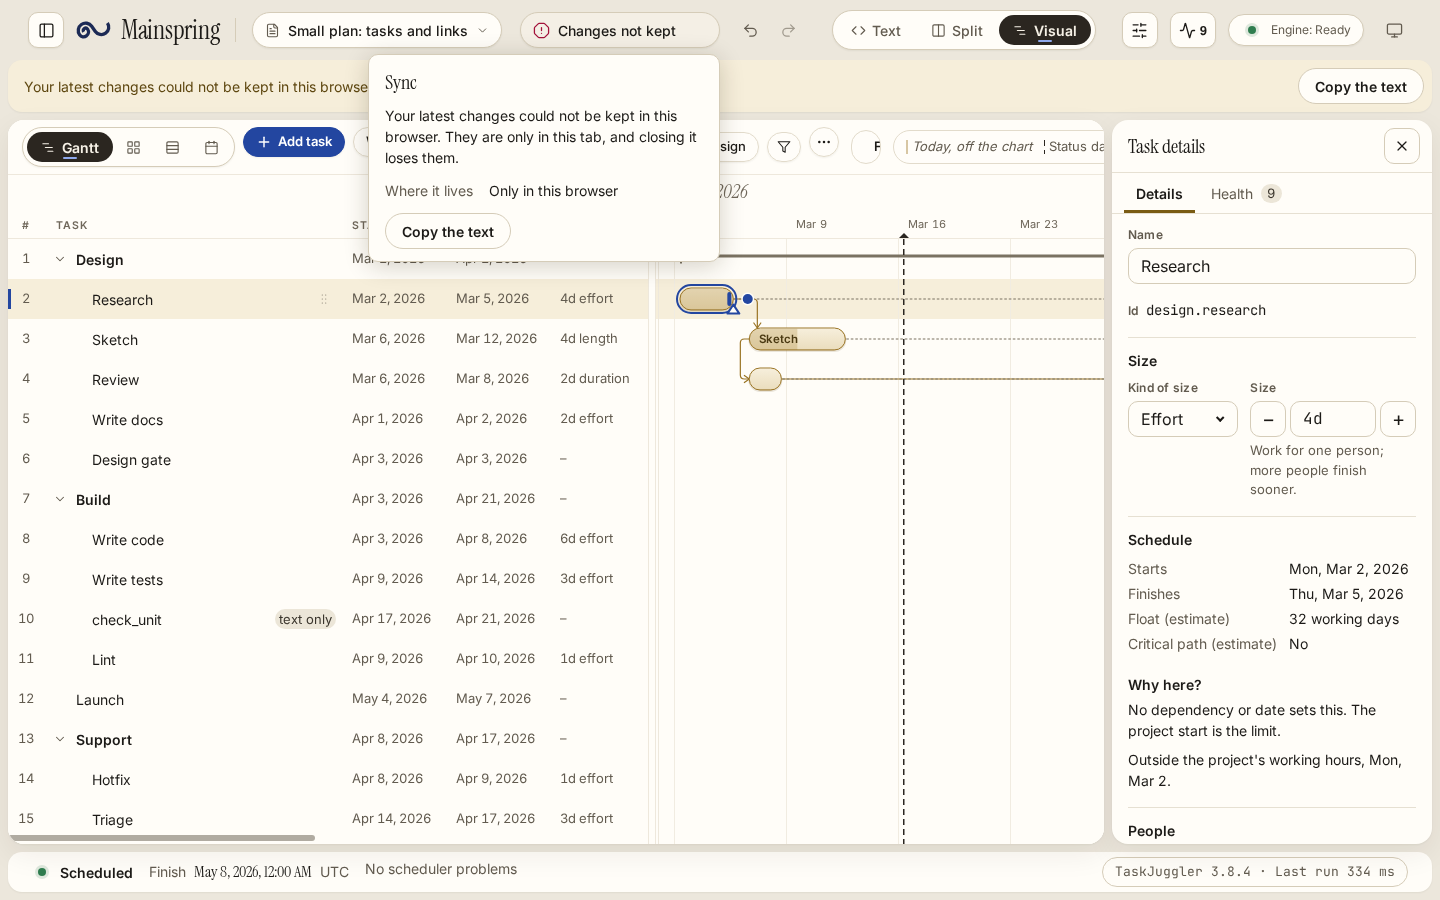 Mainspring
Small plan: tasks and links
Changes not kept
Text
Split
Visual
9
Engine: Ready
Your latest changes could not be kept in this browse
Copy the text
Sync
Your latest changes could not be kept in this
browser. They are only in this tab, and closing it
loses them.
Where it lives Only in this browser
Copy the text
Gantt
Add task
sign
Today, off the chart
Status da
2026
# TASK
Mar 9
Mar 16
Mar 23
1 Design
2 Research Mar 2, 2026 Mar 5, 2026 4d effort
3 Sketch Mar 6, 2026 Mar 12, 2026 4d length
Sketch
4 Review Mar 6, 2026 Mar 8, 2026 2d duration
5 Write docs Apr 1, 2026 Apr 2, 2026 2d effort
6 Design gate Apr 3, 2026 Apr 3, 2026 –
7 Build Apr 3, 2026 Apr 21, 2026 –
8 Write code Apr 3, 2026 Apr 8, 2026 6d effort
9 Write tests Apr 9, 2026 Apr 14, 2026 3d effort
10 check_unit text only Apr 17, 2026 Apr 21, 2026 –
11 Lint Apr 9, 2026 Apr 10, 2026 1d effort
12 Launch May 4, 2026 May 7, 2026 –
13 Support Apr 8, 2026 Apr 17, 2026 –
14 Hotfix Apr 8, 2026 Apr 9, 2026 1d effort
15 Triage Apr 14, 2026 Apr 17, 2026 3d effort
Task details
Details
Health 9
Name
Research
Id design.research
Size
Kind of size Size
Effort
− 4d +
Work for one person;
more people finish
sooner.
Schedule
Starts Mon, Mar 2, 2026
Finishes Thu, Mar 5, 2026
Float (estimate) 32 working days
Critical path (estimate) No
Why here?
No dependency or date sets this. The
project start is the limit.
Outside the project's working hours, Mon,
Mar 2.
People
Scheduled
Finish May 8, 2026, 12:00 AM UTC
No scheduler problems
TaskJuggler 3.8.4 · Last run 334 ms